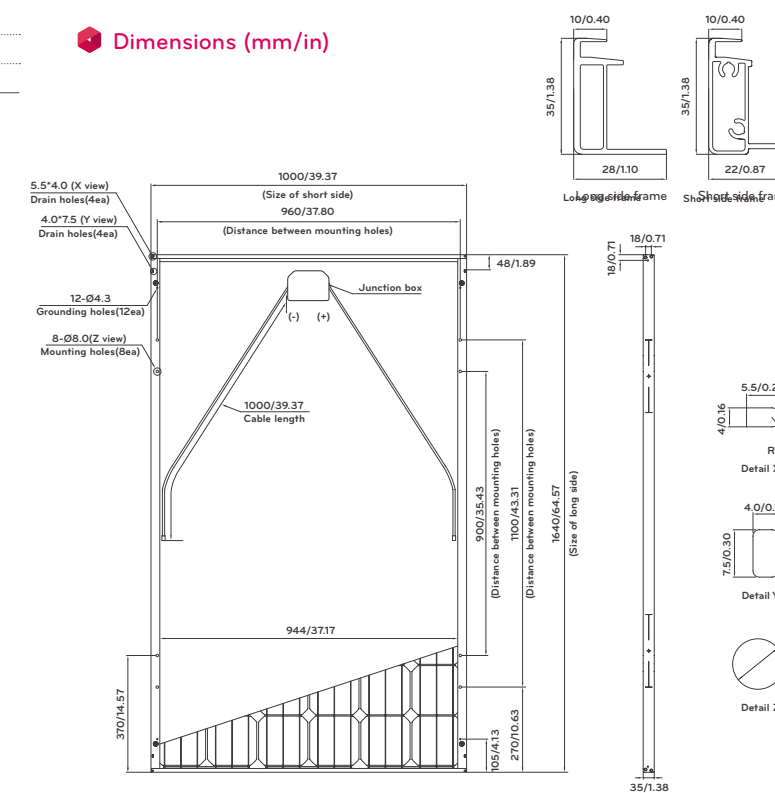 Dimensions (mm/in)
10/0.40
10/0.40
35/1.38
35/1.38
28/1.10
22/0.87
Long side frame
Long side frame
Short side frame
Short side fra
1000/39.37
(Size of short side)
960/37.80
(Distance between mounting holes)
5.5*4.0 (X view)
Drain holes(4ea)
4.0*7.5 (Y view)
Drain holes(4ea)
12-Ø4.3
Grounding holes(12ea)
8-Ø8.0(Z view)
Mounting holes(8ea)
48/1.89
Junction box
(-)
(+)
1000/39.37
Cable length
18/0.71
18/0.71
900/35.43
(Distance between mounting holes)
1100/43.31
(Distance between mounting holes)
1640/64.57
(Size of long side)
944/37.17
370/14.57
105/4.13
270/10.63
35/1.38
5.5/0.2
4/0.16
R
Detail X
4.0/0.
7.5/0.30
Detail Y
Detail Z